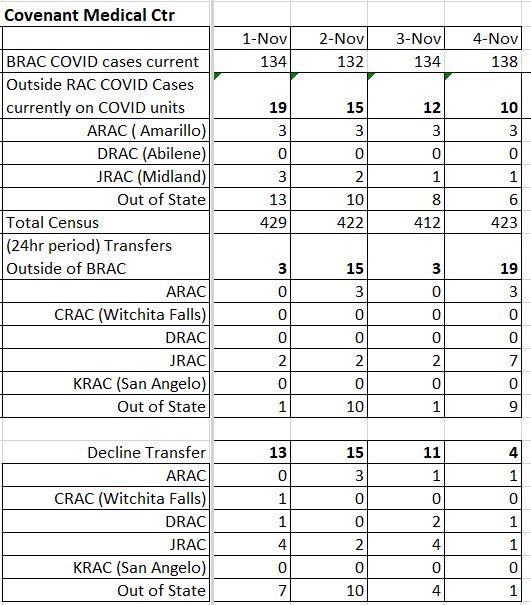 Covenant Medical Ctr
1-Nov 2-Nov 3-Nov 4-Nov
BRAC COVID cases current 134 132 134 138
Outside RAC COVID Cases
currently on COVID units 19 15 12 10
ARAC ( Amarillo) 3 3 3 3
DRAC (Abilene) 0 0 0 0
JRAC (Midland) 3 2 1 1
Out of State 13 10 8 6
Total Census 429 422 412 423
(24hr period) Transfers
Outside of BRAC 3 15 3 19
ARAC 0 3 0 3
CRAC (Witchita Falls) 0 0 0 0
DRAC 0 0 0 0
JRAC 2 2 2 7
KRAC (San Angelo) 0 0 0 0
Out of State 1 10 1 9
Decline Transfer 13 15 11 4
ARAC 0 3 1 1
CRAC (Witchita Falls) 1 0 0 0
DRAC 1 0 2 1
JRAC 4 2 4 1
KRAC (San Angelo) 0 0 0 0
Out of State 7 10 4 1